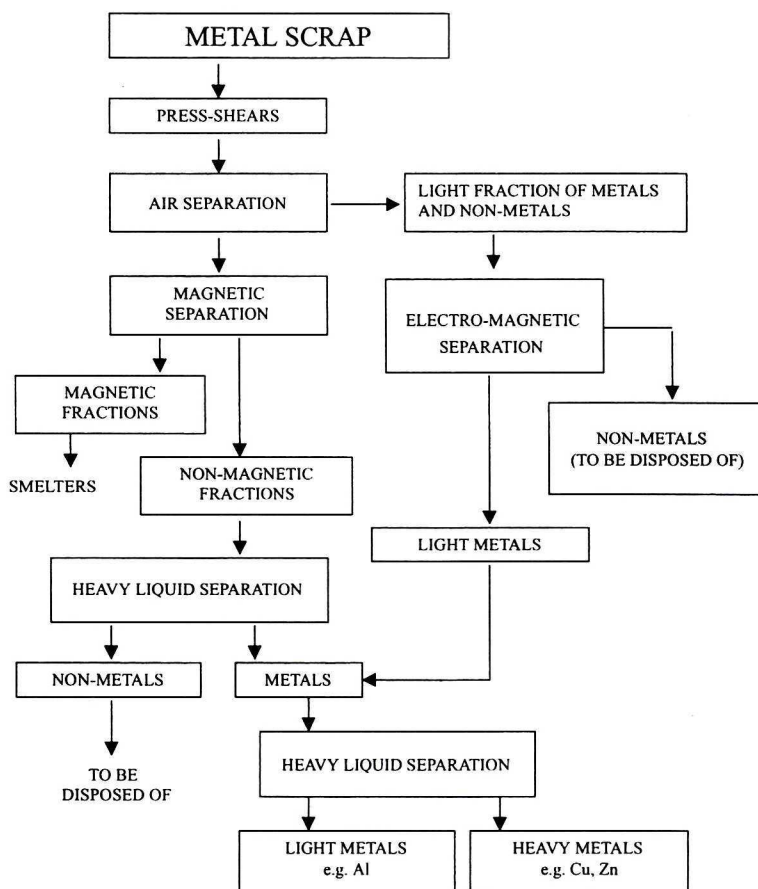 METAL SCRAP
PRESS-SHEARS
AIR SEPARATION
LIGHT FRACTION OF METALS
AND NON-METALS
MAGNETIC
SEPARATION
ELECTRO-MAGNETIC
SEPARATION
MAGNETIC
FRACTIONS
NON-METALS
(TO BE DISPOSED OF)
SMELTERS
NON-MAGNETIC
FRACTIONS
LIGHT METALS
HEAVY LIQUID SEPARATION
NON-METALS
METALS
TO BE
DISPOSED OF
HEAVY LIQUID SEPARATION
LIGHT METALS
e.g. Al
HEAVY METALS
e.g. Cu, Zn